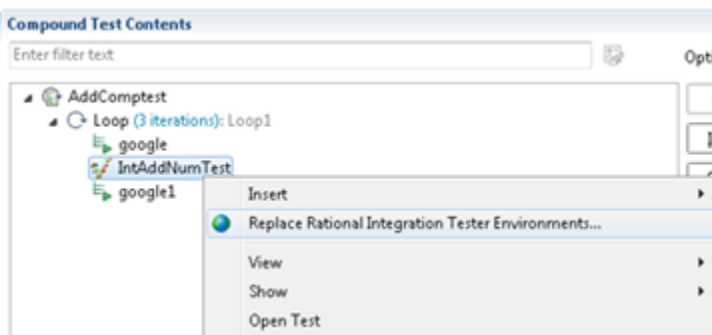 Compound Test Contents
Enter filter text
Opti
AddComptest
Loop (3 iterations): Loop1
google
IntAddNumTest
google1
Insert
Replace Rational Integration Tester Environments...
View
Show
Open Test